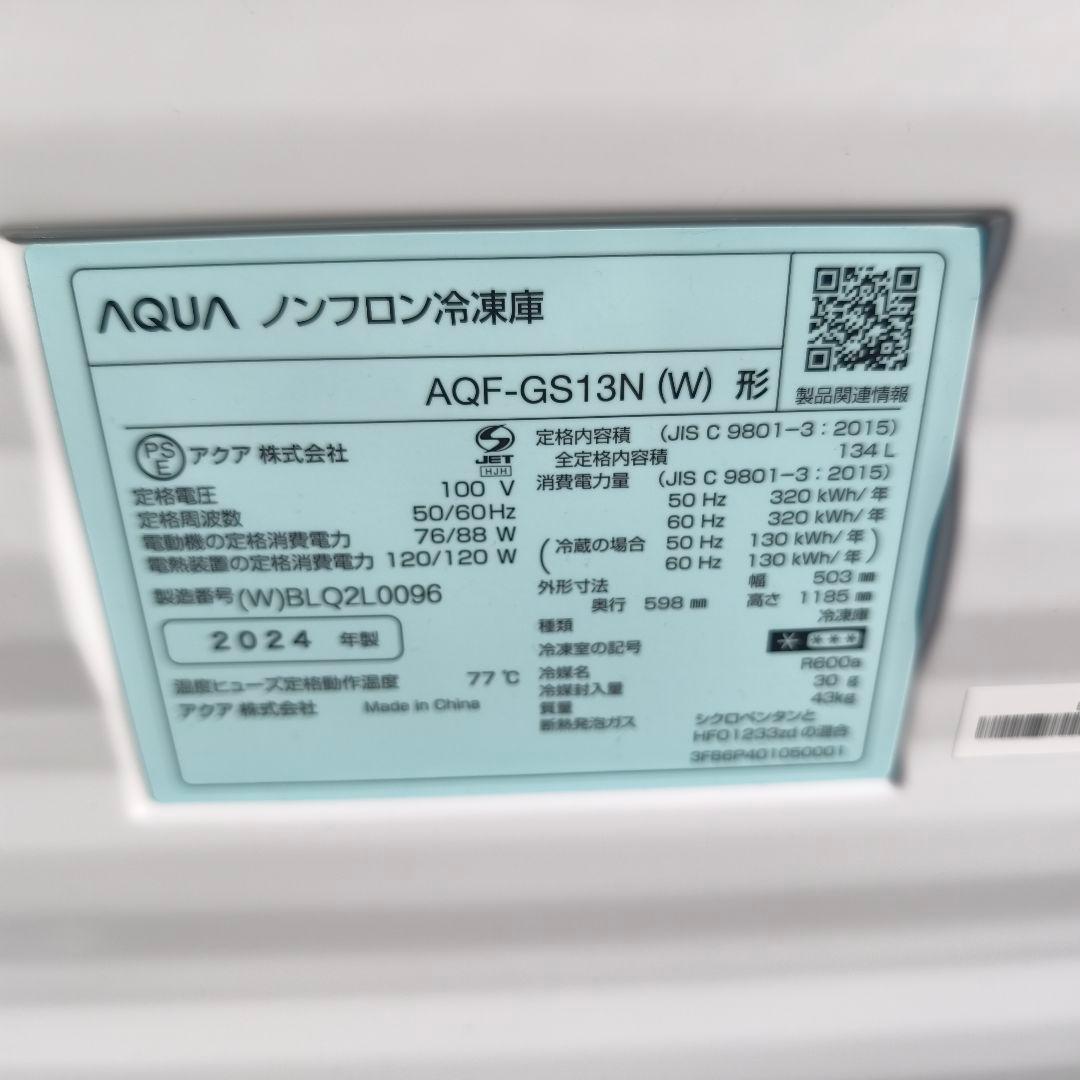 AQUA ノンフロン冷凍庫
AQF-GS13N (W) 形
製品関連情報
PS E アクア 株式会社
JET
HJH
定格電圧 100 V
定格周波数 50/60Hz
電動機の定格消費電力 76/88 W
電熱装置の定格消費電力 120/120 W
製造番号 (W)BLQ2L0096
2024 年製
温度ヒューズ定格動作温度 77℃
アクア 株式会社 Made in China
定格内容積 (JIS C 9801-3:2015)
全定格内容積 134 L
消費電力量 (JIS C 9801-3:2015)
50 Hz 320 kWh/年
60 Hz 320 kWh/年
(冷蔵の場合 50 Hz 130 kWh/年
60 Hz 130 kWh/年)
外形寸法 幅 503 mm
奥行 598 mm 高さ 1185 mm
種類 冷凍庫
冷凍室の記号
冷媒名 R600a
冷媒封入量 30 g
質量 43kg
断熱発泡ガス シクロペンタンと
HFO1233zd の混合
3FB6P401050001